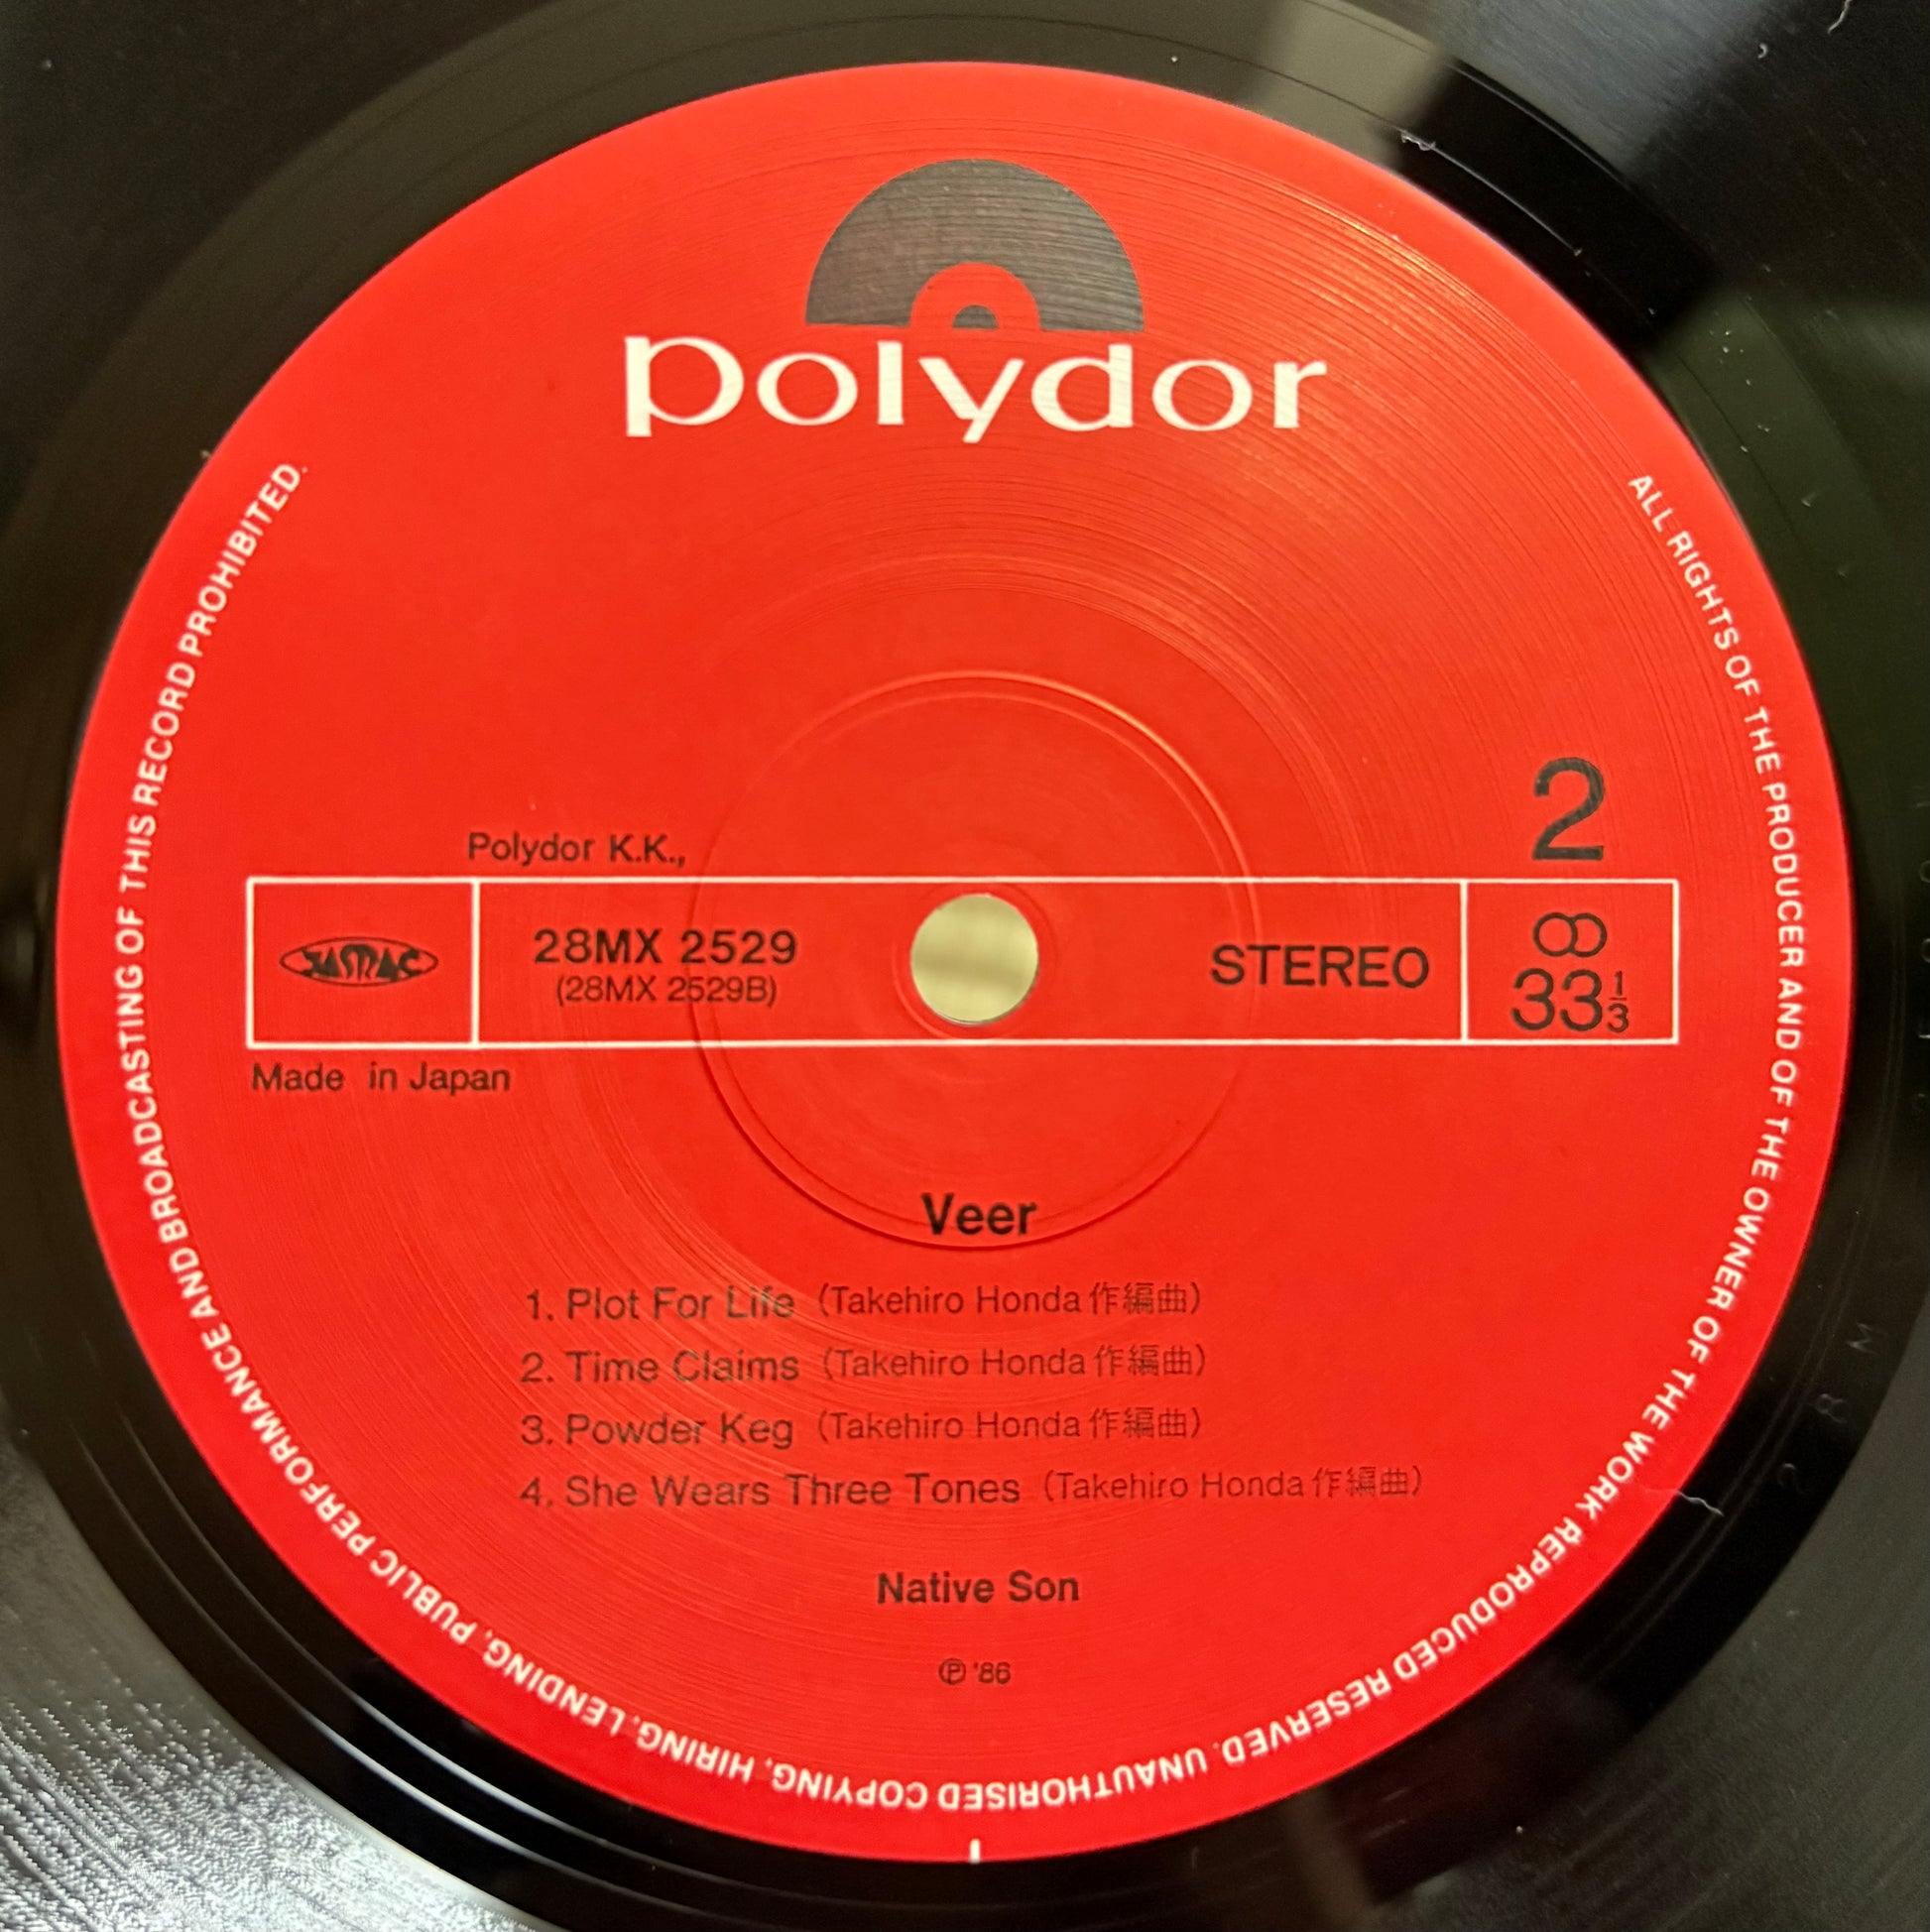 polydor
2
Polydor K.K.,
JASRAC
28MX 2529
(28MX 2529B)
STEREO
33⅓
Made in Japan
Veer
1. Plot For Life (Takehiro Honda 作編曲)
2. Time Claims (Takehiro Honda 作編曲)
3. Powder Keg (Takehiro Honda 作編曲)
4. She Wears Three Tones (Takehiro Honda 作編曲)
Native Son
Ⓟ '86
ALL RIGHTS OF THE PRODUCER AND OF THE OWNER OF THE WORK REPRODUCED RESERVED. UNAUTHORISED COPYING, HIRING, LENDING, PUBLIC PERFORMANCE AND BROADCASTING OF THIS RECORD PROHIBITED.